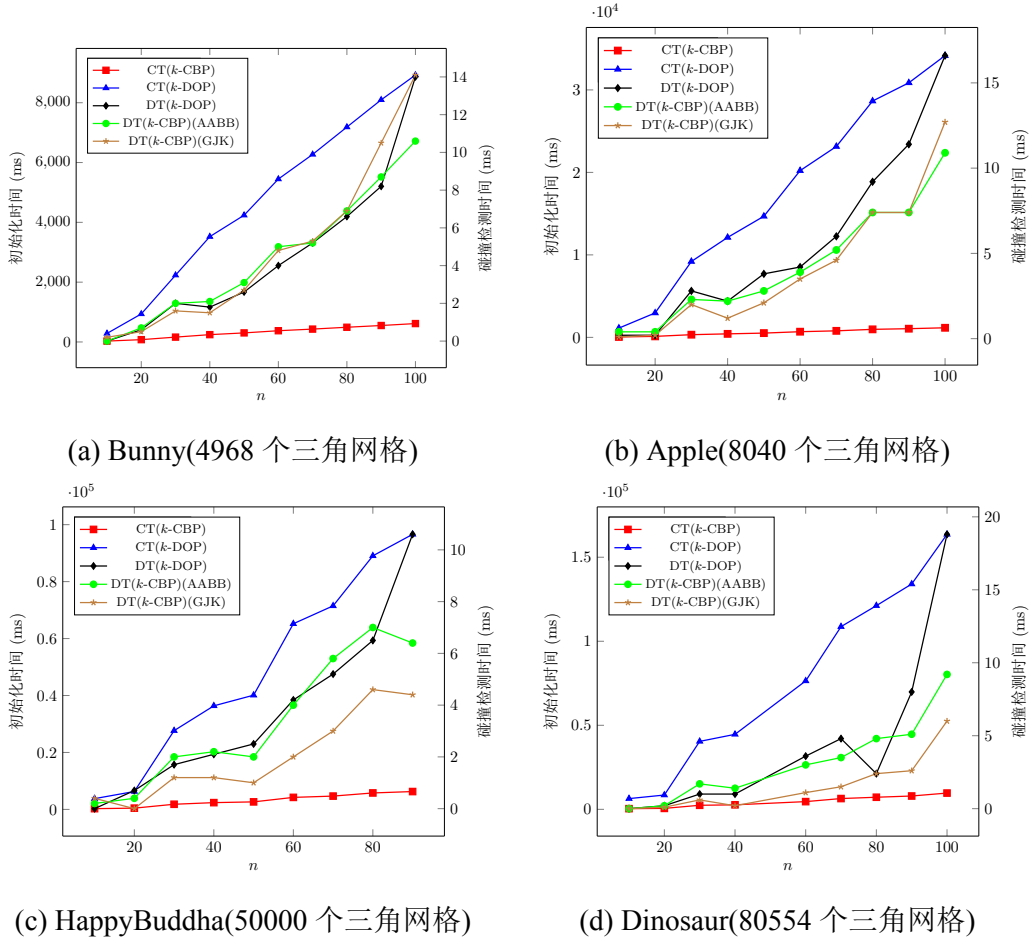 CT(k-CBP)
CT(k-DOP)
DT(k-DOP)
DT(k-CBP)(AABB)
DT(k-CBP)(GJK)
8,000
6,000
4,000
2,000
0
初始化时间 (ms)
14
12
10
8
6
4
2
0
碰撞检测时间 (ms)
20 40 60 80 100
n
(a) Bunny(4968 个三角网格)
·10⁴
CT(k-CBP)
CT(k-DOP)
DT(k-DOP)
DT(k-CBP)(AABB)
DT(k-CBP)(GJK)
3
2
1
0
初始化时间 (ms)
15
10
5
0
碰撞检测时间 (ms)
20 40 60 80 100
n
(b) Apple(8040 个三角网格)
·10⁵
CT(k-CBP)
CT(k-DOP)
DT(k-DOP)
DT(k-CBP)(AABB)
DT(k-CBP)(GJK)
1
0.8
0.6
0.4
0.2
0
初始化时间 (ms)
10
8
6
4
2
0
碰撞检测时间 (ms)
20 40 60 80
n
(c) HappyBuddha(50000 个三角网格)
·10⁵
CT(k-CBP)
CT(k-DOP)
DT(k-DOP)
DT(k-CBP)(AABB)
DT(k-CBP)(GJK)
1.5
1
0.5
0
初始化时间 (ms)
20
15
10
5
0
碰撞检测时间 (ms)
20 40 60 80 100
n
(d) Dinosaur(80554 个三角网格)